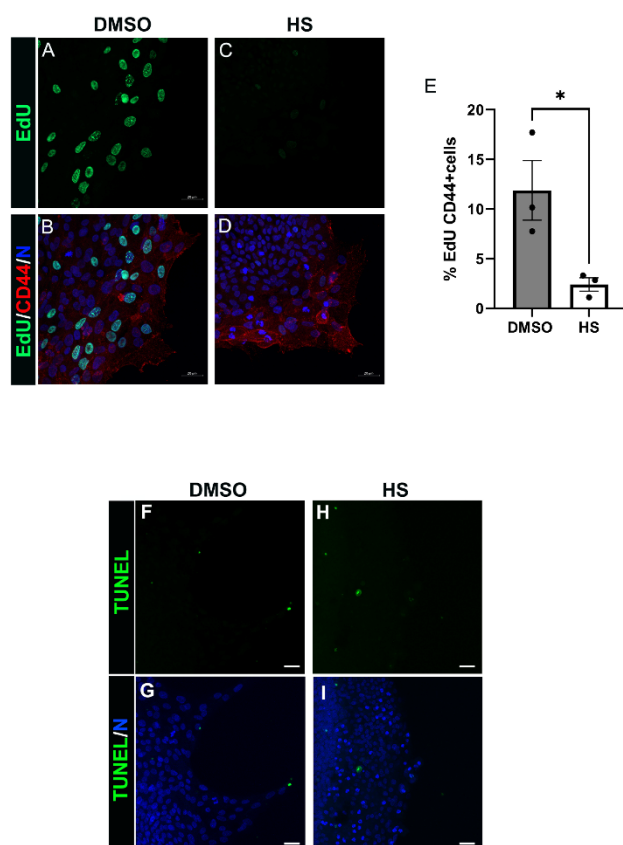 DMSO HS
A C
EdU
B D
EdU/CD44/N
E
*
% EdU CD44+cells
20
15
10
5
0
DMSO HS
DMSO HS
F H
TUNEL
G I
TUNEL/N